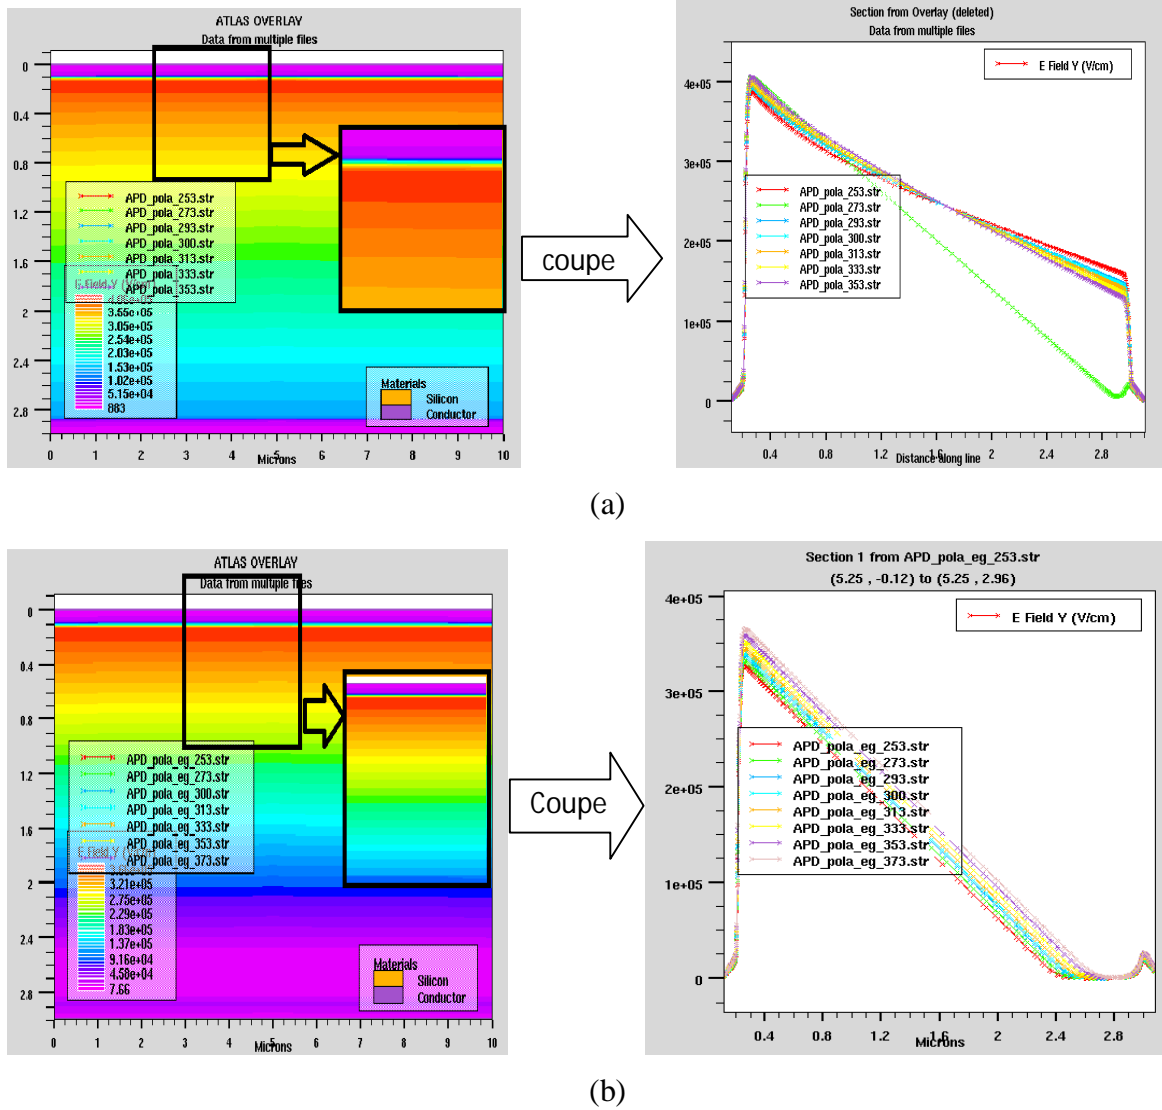 ATLAS OVERLAY
Data from multiple files
0
0.4
0.8
1.2
1.6
2
2.4
2.8
APD_pola_253.str
APD_pola_273.str
APD_pola_293.str
APD_pola_300.str
APD_pola_313.str
APD_pola_333.str
APD_pola_353.str
3.55e+05
3.05e+05
2.54e+05
2.03e+05
1.53e+05
1.02e+05
5.15e+04
883
Materials
Silicon
Conductor
0 1 2 3 4 5 6 7 8 9 10
Microns
coupe
Section from Overlay (deleted)
Data from multiple files
E Field Y (V/cm)
4e+05
3e+05
2e+05
1e+05
0
APD_pola_253.str
APD_pola_273.str
APD_pola_293.str
APD_pola_300.str
APD_pola_313.str
APD_pola_333.str
APD_pola_353.str
0.4 0.8 1.2 1.6 2 2.4 2.8
Distance along line
(a)
ATLAS OVERLAY
Data from multiple files
0
0.4
0.8
1.2
1.6
2
2.4
2.8
APD_pola_eg_253.str
APD_pola_eg_273.str
APD_pola_eg_300.str
APD_pola_eg_313.str
APD_pola_eg_333.str
APD_pola_eg_353.str
APD_pola_eg_373.str
3.21e+05
2.75e+05
2.29e+05
1.83e+05
1.37e+05
9.16e+04
4.58e+04
7.66
Materials
Silicon
Conductor
0 1 2 3 4 5 6 7 8 9 10
Microns
Coupe
Section 1 from APD_pola_eg_253.str
(5.25 , -0.12) to (5.25 , 2.96)
E Field Y (V/cm)
4e+05
3e+05
2e+05
1e+05
0
APD_pola_eg_253.str
APD_pola_eg_273.str
APD_pola_eg_293.str
APD_pola_eg_300.str
APD_pola_eg_313.str
APD_pola_eg_333.str
APD_pola_eg_353.str
APD_pola_eg_373.str
0.4 0.8 1.2 1.6 2 2.4 2.8
Microns
(b)